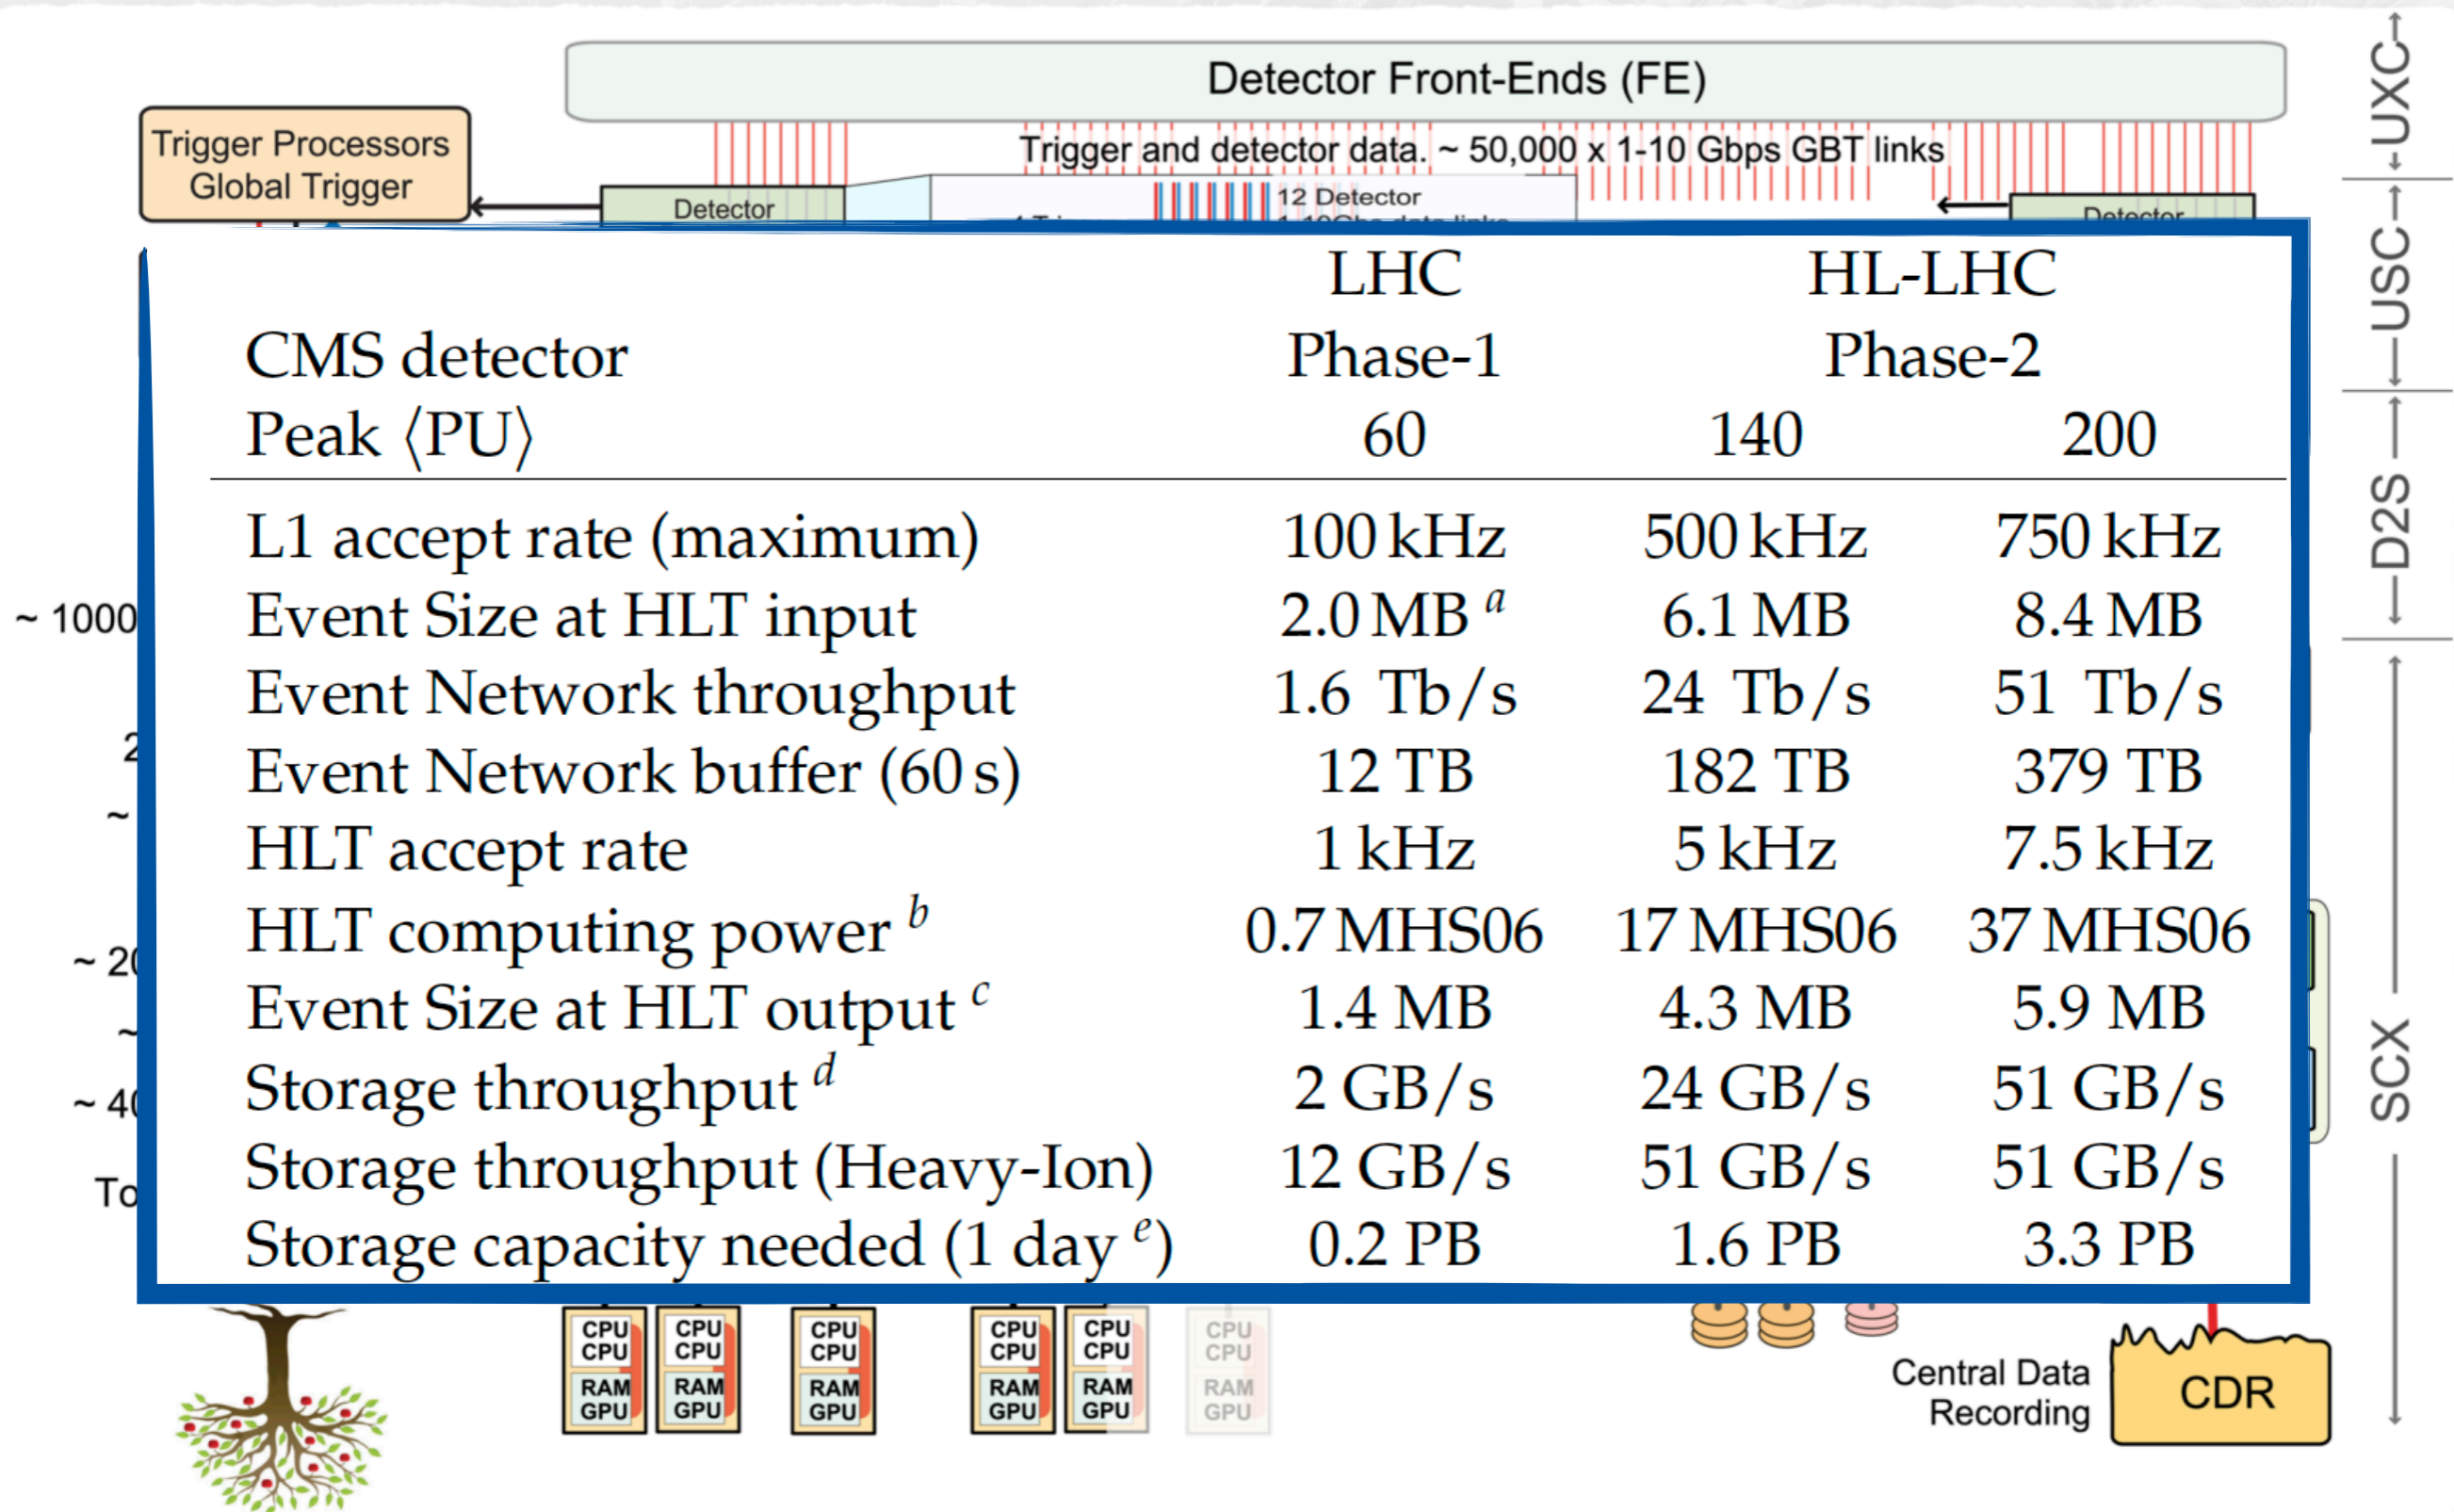 Detector Front-Ends (FE)
Trigger Processors
Global Trigger
Trigger and detector data. ~ 50,000 x 1-10 Gbps GBT links
Detector
12 Detector
Detector
LHC HL-LHC
CMS detector Phase-1 Phase-2
Peak ⟨PU⟩ 60 140 200
L1 accept rate (maximum) 100 kHz 500 kHz 750 kHz
Event Size at HLT input 2.0 MB a 6.1 MB 8.4 MB
Event Network throughput 1.6 Tb/s 24 Tb/s 51 Tb/s
Event Network buffer (60 s) 12 TB 182 TB 379 TB
HLT accept rate 1 kHz 5 kHz 7.5 kHz
HLT computing power b 0.7 MHS06 17 MHS06 37 MHS06
Event Size at HLT output c 1.4 MB 4.3 MB 5.9 MB
Storage throughput d 2 GB/s 24 GB/s 51 GB/s
Storage throughput (Heavy-Ion) 12 GB/s 51 GB/s 51 GB/s
Storage capacity needed (1 day e) 0.2 PB 1.6 PB 3.3 PB
~ 1000
2
~
~ 20
~
~ 40
To
UXC
USC
D2S
SCX
CPU CPU CPU CPU CPU CPU
CPU CPU CPU CPU CPU CPU
RAM RAM RAM RAM RAM RAM
GPU GPU GPU GPU GPU GPU
Central Data
Recording
CDR